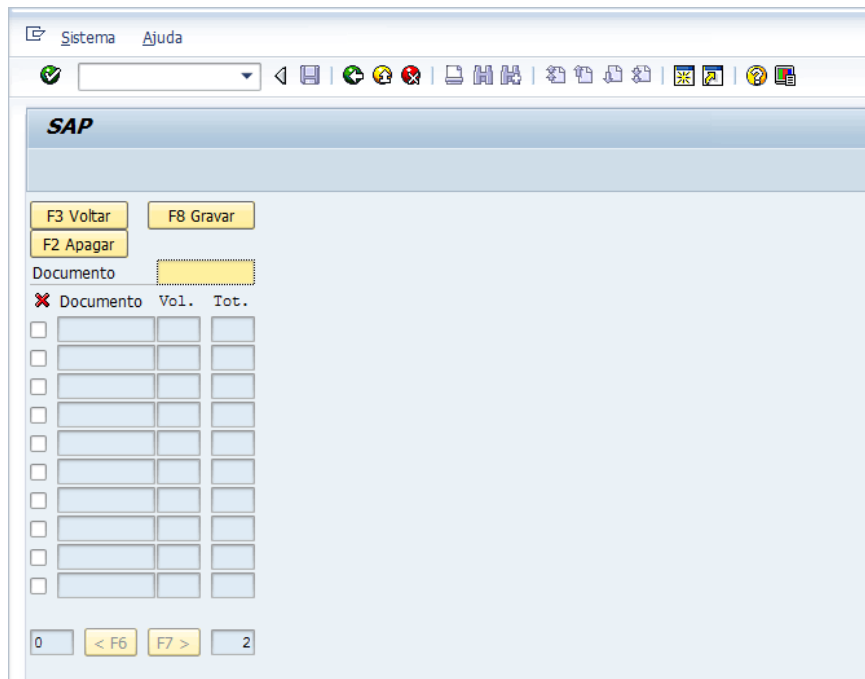 Sistema Ajuda
SAP
F3 Voltar F8 Gravar
F2 Apagar
Documento
Documento Vol. Tot.
0 < F6 F7 > 2